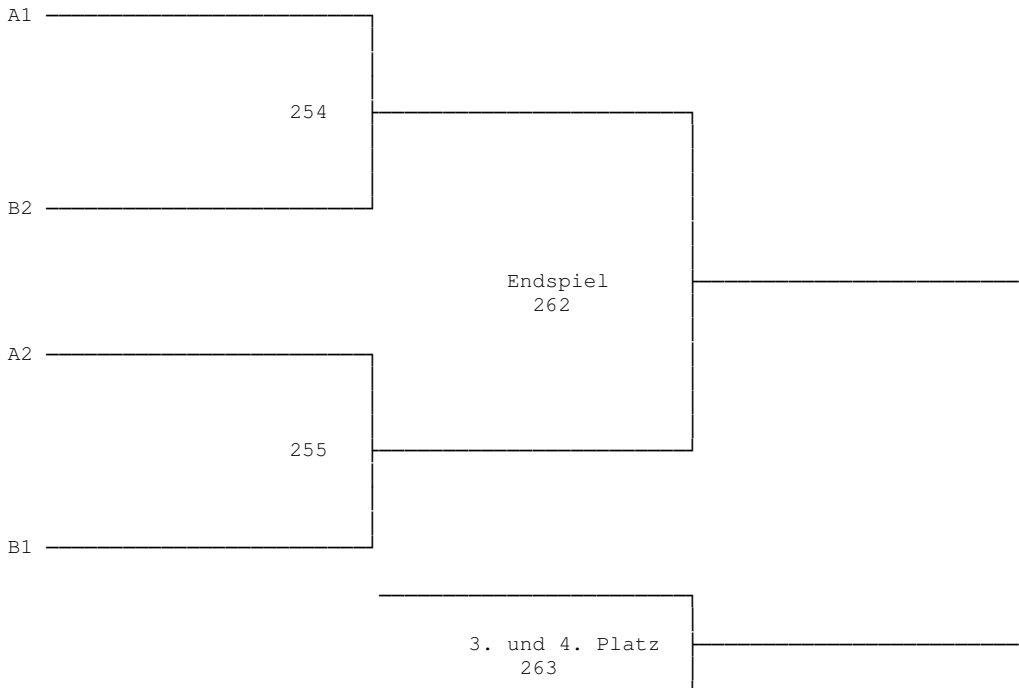 A1
254
B2
Endspiel
262
A2
255
B1
3. und 4. Platz
263